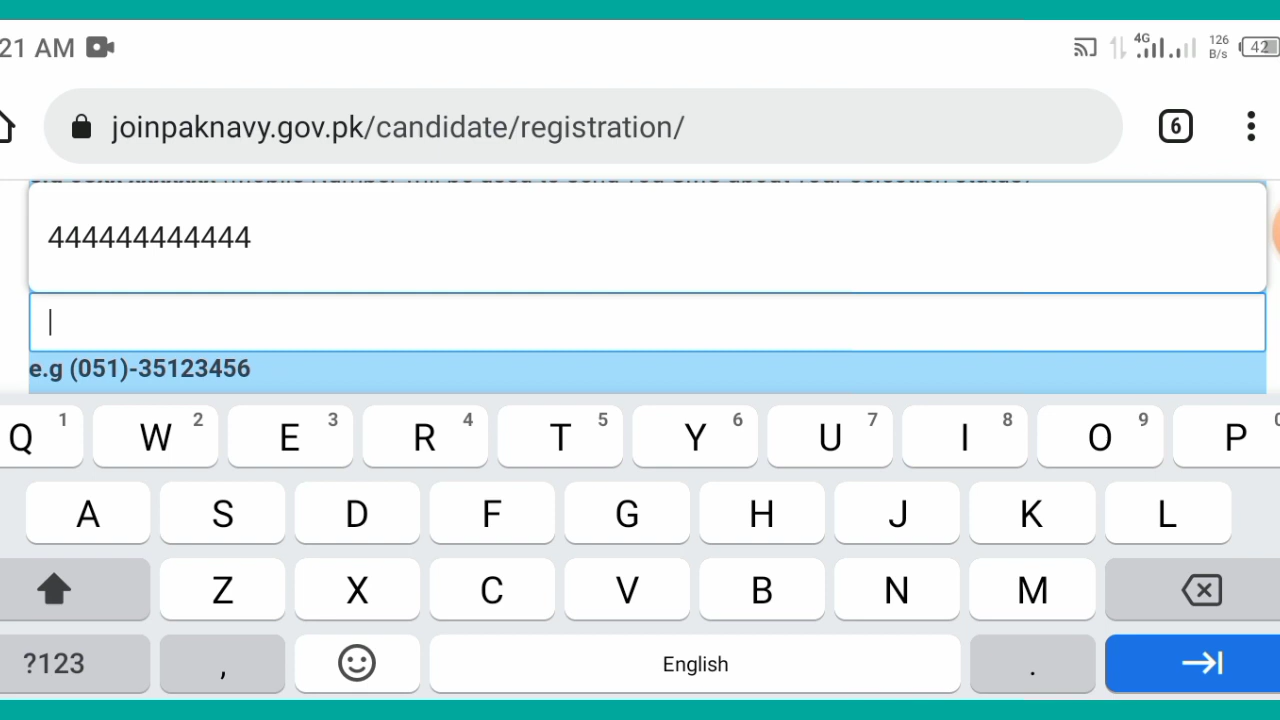 21 AM
4G
126
B/s
42
joinpaknavy.gov.pk/candidate/registration/
6
444444444444
e.g (051)-35123456
Q 1 W 2 E 3 R 4 T 5 Y 6 U 7 I 8 O 9 P
A S D F G H J K L
Z X C V B N M
?123 , English .